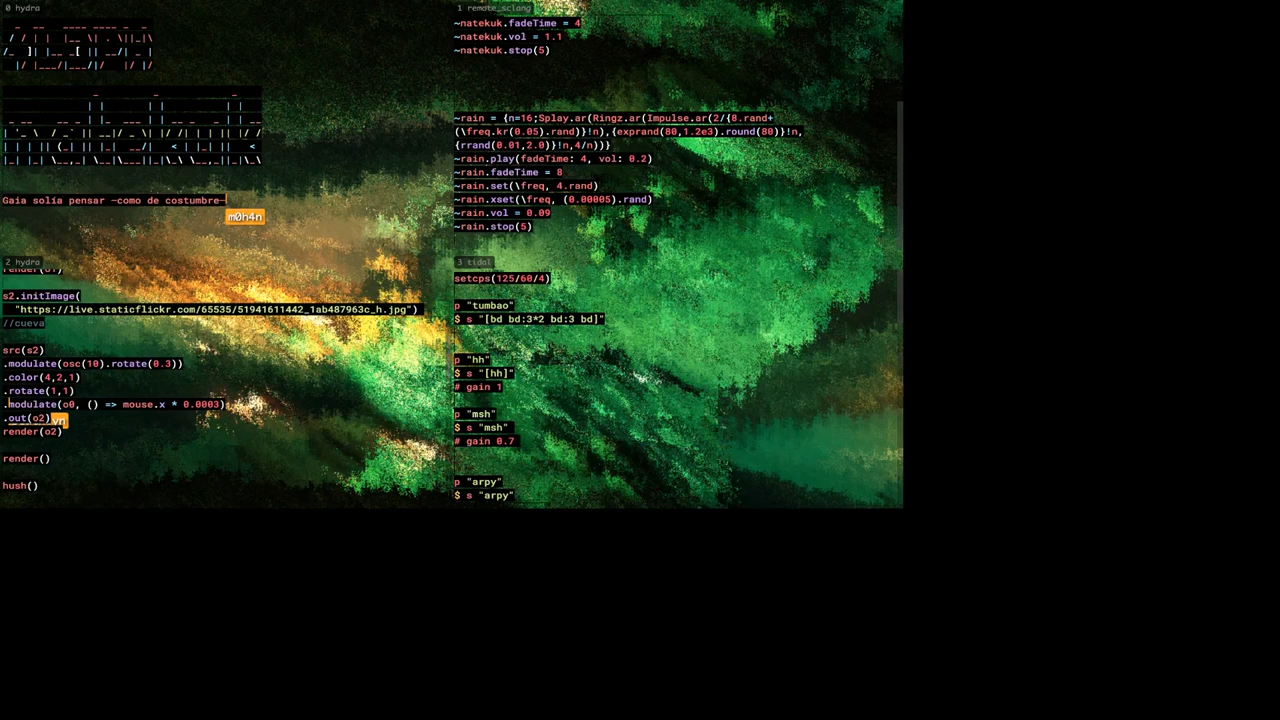 0 hydra
Gaia solía pensar —como de costumbre—
m0h4n
2 hydra
render(o1)
s2.initImage(
"https://live.staticflickr.com/65535/51941611442_1ab487963c_h.jpg")
//cueva
src(s2)
.modulate(osc(10).rotate(0.3))
.color(4,2,1)
.rotate(1,1)
.modulate(o0, () => mouse.x * 0.0003)
.out(o2)
vn
render(o2)
render()
hush()
1 remote_sclang
~natekuk.fadeTime = 4
~natekuk.vol = 1.1
~natekuk.stop(5)
~rain = {n=16;Splay.ar(Ringz.ar(Impulse.ar(2/{8.rand+
(\freq.kr(0.05).rand)}!n),{exprand(80,1.2e3).round(80)}!n,
{rrand(0.01,2.0)}!n,4/n))}
~rain.play(fadeTime: 4, vol: 0.2)
~rain.fadeTime = 8
~rain.set(\freq, 4.rand)
~rain.xset(\freq, (0.00005).rand)
~rain.vol = 0.09
~rain.stop(5)
3 tidal
setcps(125/60/4)
p "tumbao"
$ s "[bd bd:3*2 bd:3 bd]"
p "hh"
$ s "[hh]"
# gain 1
p "msh"
$ s "msh"
# gain 0.7
p "arpy"
$ s "arpy"